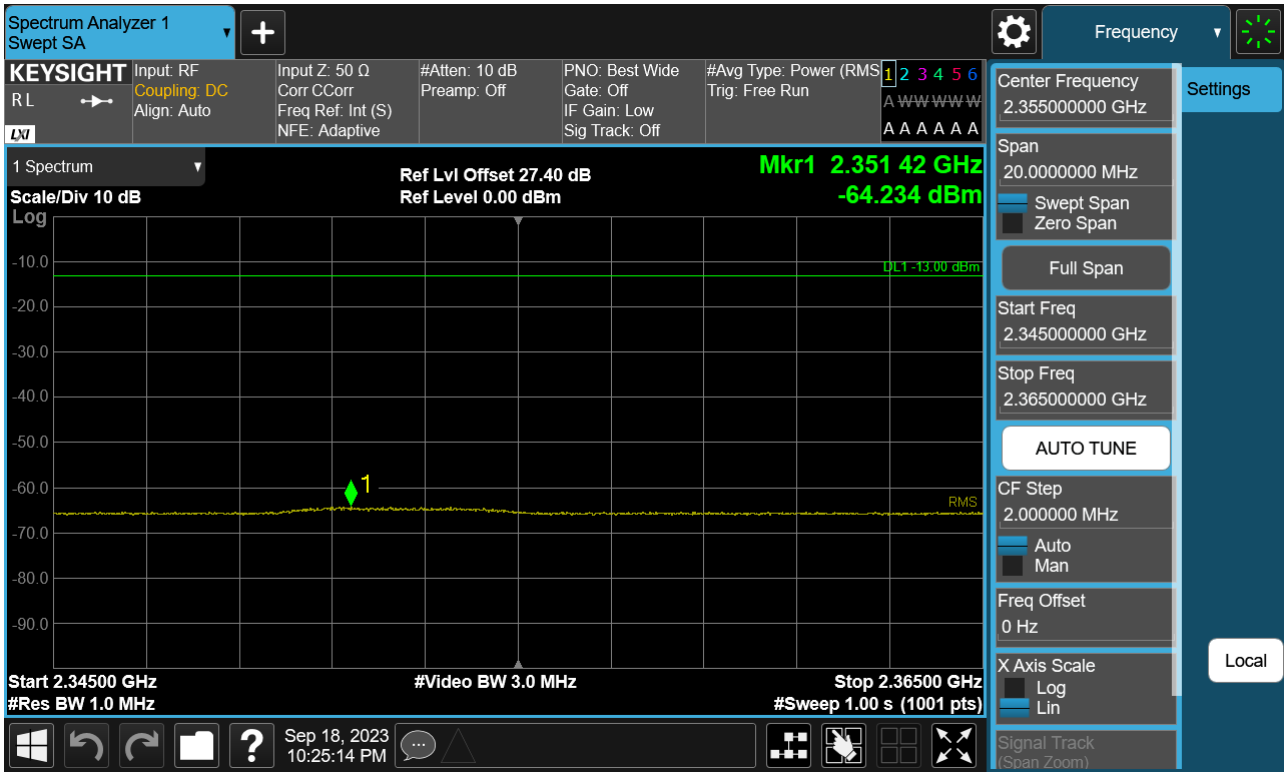 Spectrum Analyzer 1
Swept SA
+
Frequency
KEYSIGHT
R L
LXI
Input: RF
Coupling: DC
Align: Auto
Input Z: 50 Ω
Corr CCorr
Freq Ref: Int (S)
NFE: Adaptive
#Atten: 10 dB
Preamp: Off
PNO: Best Wide
Gate: Off
IF Gain: Low
Sig Track: Off
#Avg Type: Power (RMS
Trig: Free Run
1 2 3 4 5 6
A W W W W W
A A A A A A
1 Spectrum
Scale/Div 10 dB
Log
Ref Lvl Offset 27.40 dB
Ref Level 0.00 dBm
Mkr1 2.351 42 GHz
-64.234 dBm
DL1 -13.00 dBm
-10.0
-20.0
-30.0
-40.0
-50.0
-60.0
-70.0
-80.0
-90.0
1
RMS
Start 2.34500 GHz
#Res BW 1.0 MHz
#Video BW 3.0 MHz
Stop 2.36500 GHz
#Sweep 1.00 s (1001 pts)
Center Frequency
2.355000000 GHz
Span
20.0000000 MHz
Swept Span
Zero Span
Full Span
Start Freq
2.345000000 GHz
Stop Freq
2.365000000 GHz
AUTO TUNE
CF Step
2.000000 MHz
Auto
Man
Freq Offset
0 Hz
X Axis Scale
Log
Lin
Signal Track
(Span Zoom)
Settings
Local
?
Sep 18, 2023
10:25:14 PM